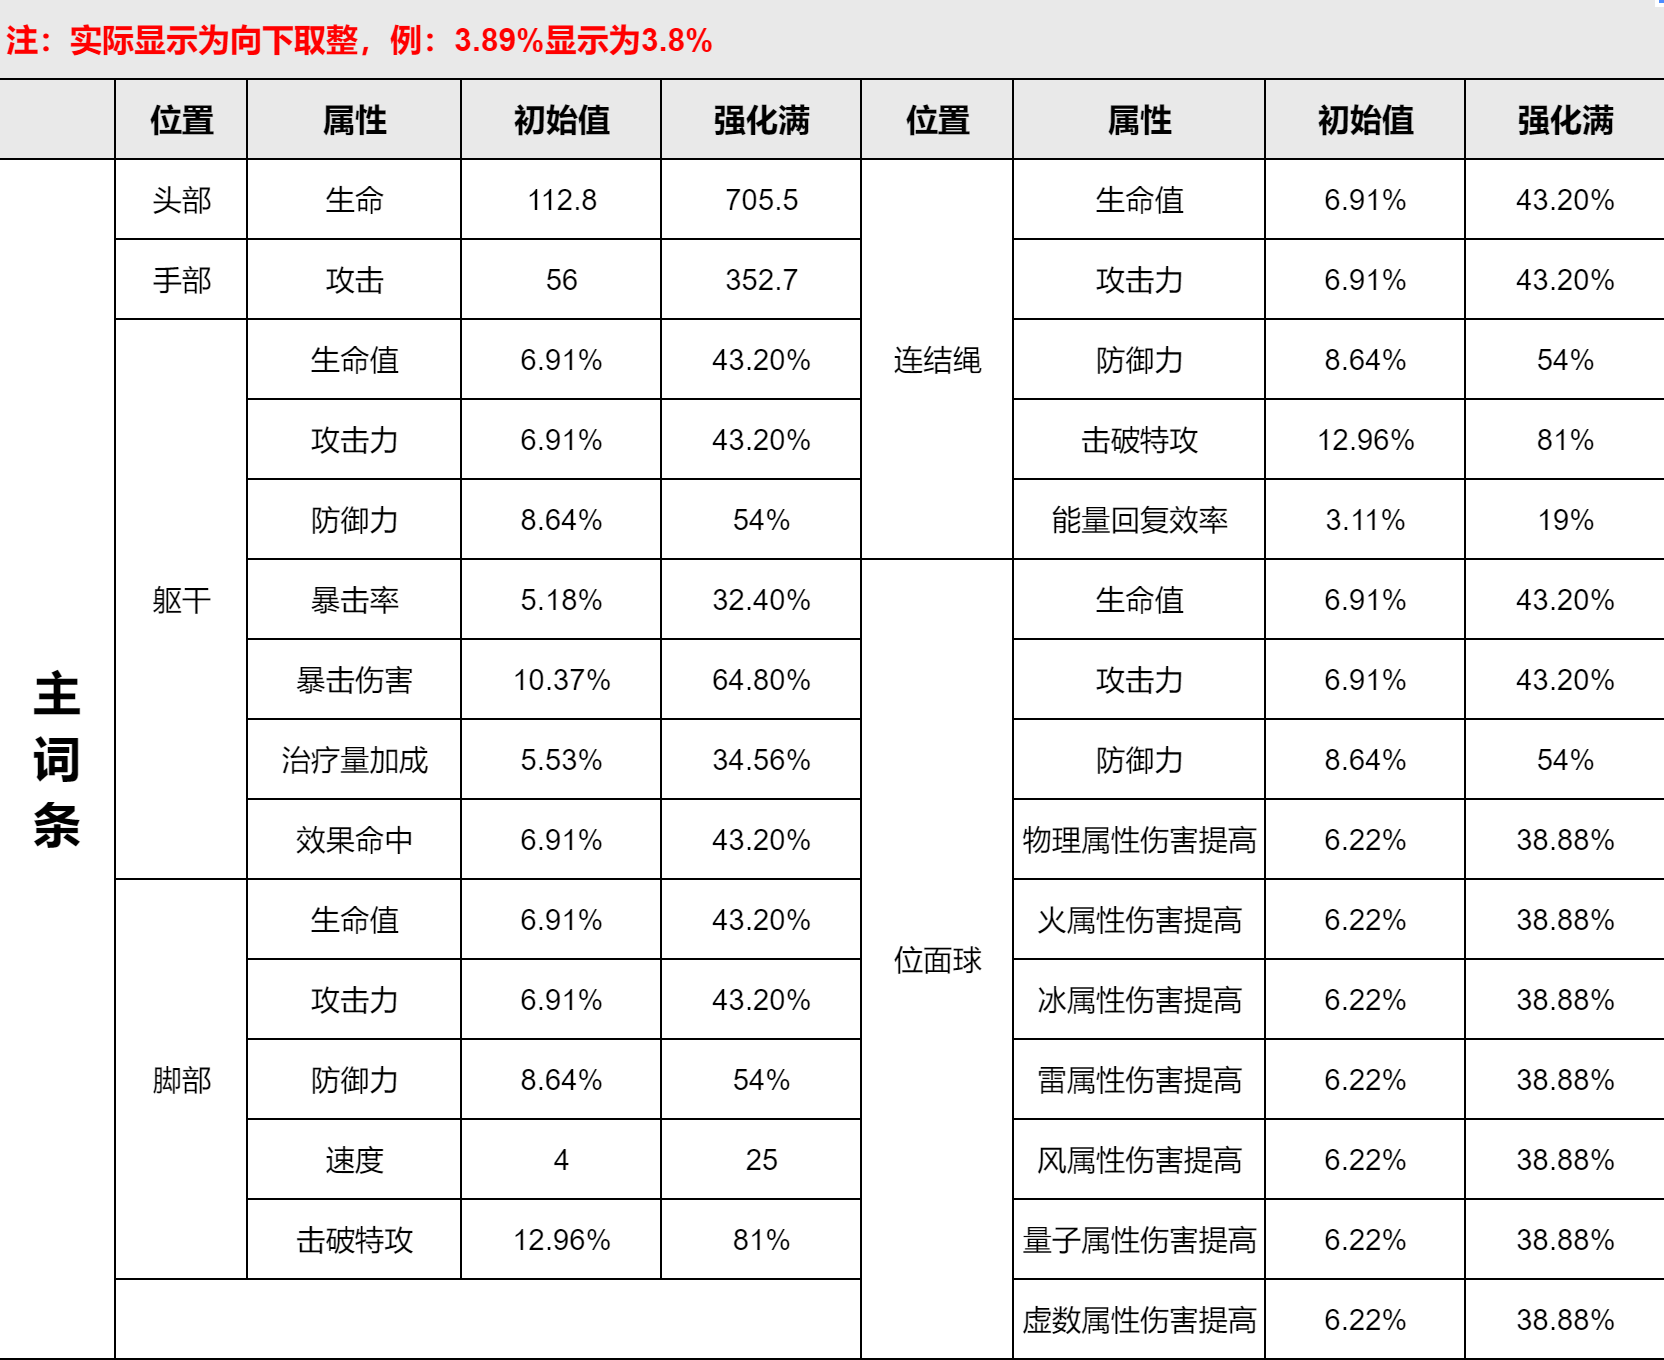 注：实际显示为向下取整，例：3.89%显示为3.8%
位置 属性 初始值 强化满 位置 属性 初始值 强化满
主词条
头部 生命 112.8 705.5
手部 攻击 56 352.7
躯干
生命值 6.91% 43.20%
攻击力 6.91% 43.20%
防御力 8.64% 54%
暴击率 5.18% 32.40%
暴击伤害 10.37% 64.80%
治疗量加成 5.53% 34.56%
效果命中 6.91% 43.20%
脚部
生命值 6.91% 43.20%
攻击力 6.91% 43.20%
防御力 8.64% 54%
速度 4 25
击破特攻 12.96% 81%
连结绳
生命值 6.91% 43.20%
攻击力 6.91% 43.20%
防御力 8.64% 54%
击破特攻 12.96% 81%
能量回复效率 3.11% 19%
位面球
生命值 6.91% 43.20%
攻击力 6.91% 43.20%
防御力 8.64% 54%
物理属性伤害提高 6.22% 38.88%
火属性伤害提高 6.22% 38.88%
冰属性伤害提高 6.22% 38.88%
雷属性伤害提高 6.22% 38.88%
风属性伤害提高 6.22% 38.88%
量子属性伤害提高 6.22% 38.88%
虚数属性伤害提高 6.22% 38.88%